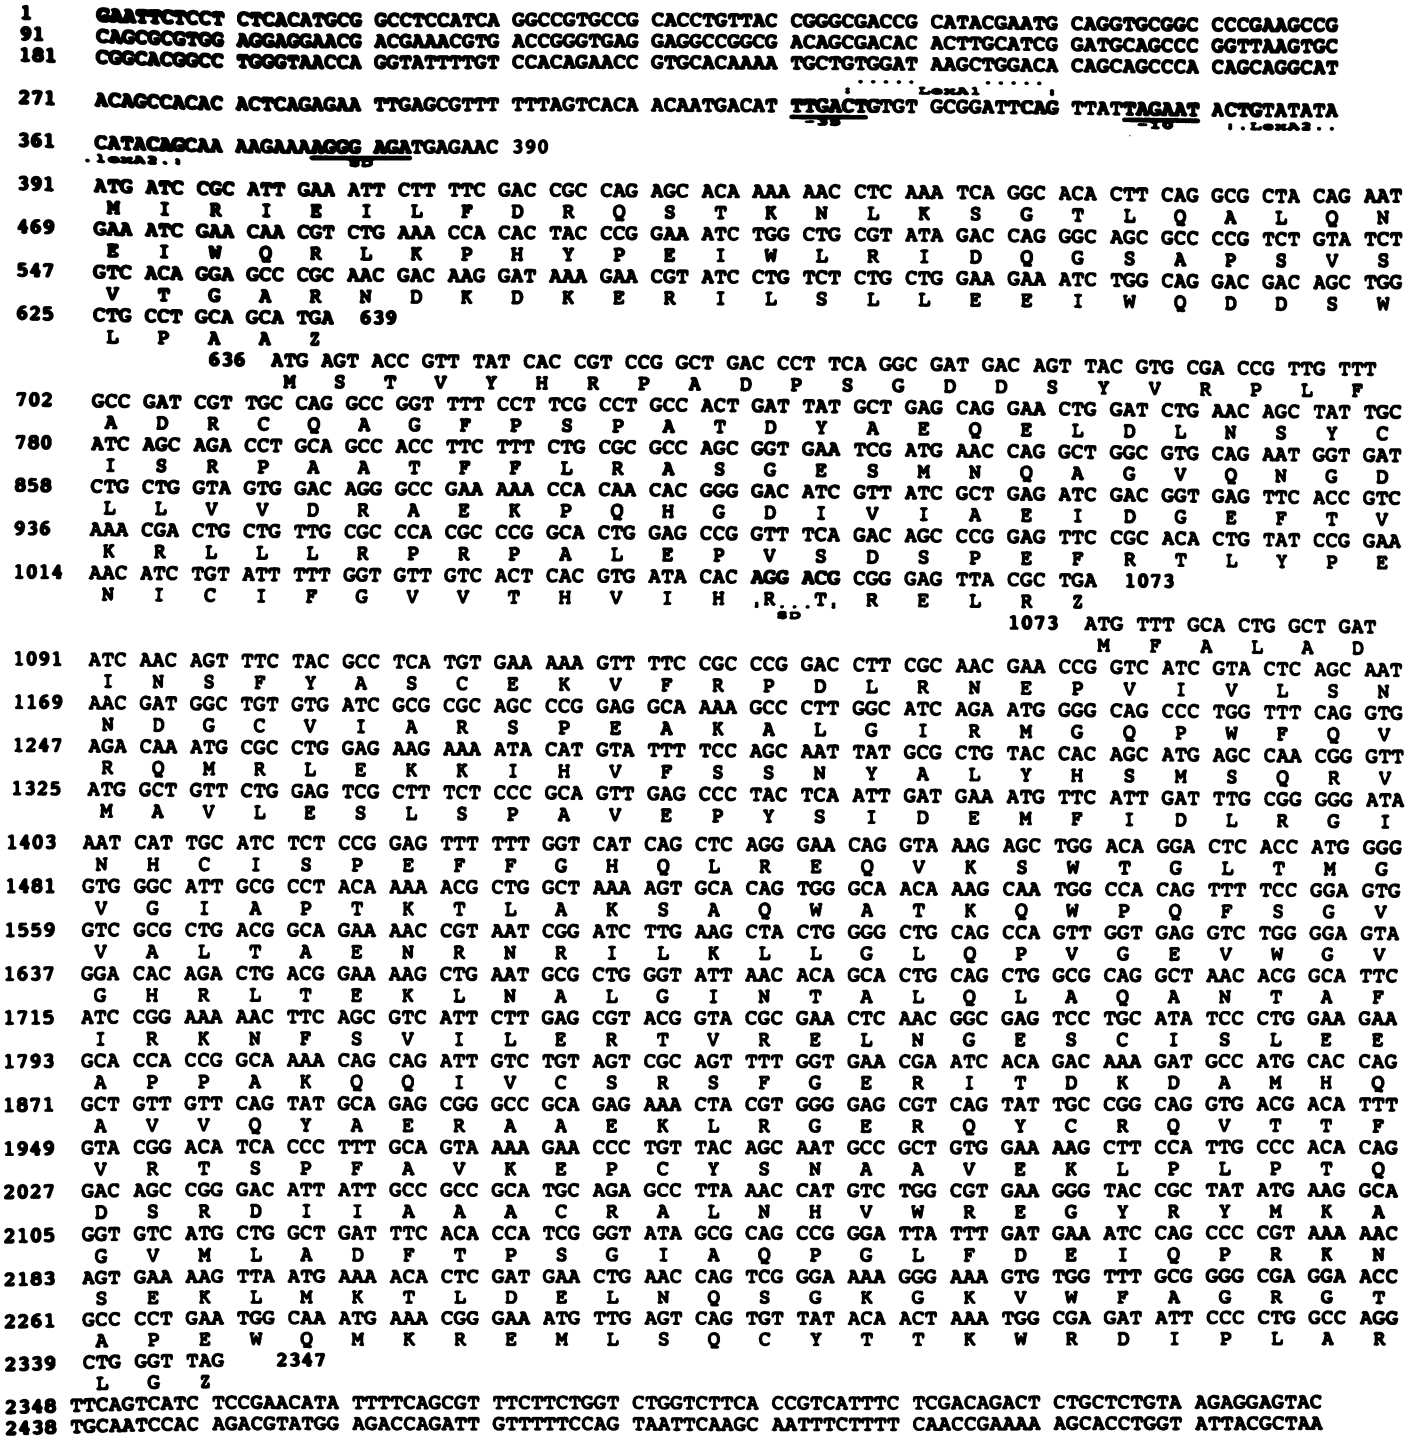 1 GAATTCTCCT CTCACATGCG GCCTCCATCA GGCCGTGCCG CACCTGTTAC CGGGCGACCG CATACGAATG CAGGTGCGGC CCCGAAGCCG
91 CAGCGCGTGG AGGAGGAACG ACGAAACGTG ACCGGGTGAG GAGGCCGGCG ACAGCGACAC ACTTGCATCG GATGCAGCCC GGTTAAGTGC
181 CGGCACGGCC TGGGTAACCA GGTATTTTGT CCACAGAACC GTGCACAAAA TGCTGTGGAT AAGCTGGACA CAGCAGCCCA CAGCAGGCAT
LexA1
271 ACAGCCACAC ACTCAGAGAA TTGAGCGTTT TTTAGTCACA ACAATGACAT TTGACTGTGT GCGGATTCAG TTATTAGAAT ACTGTATATA
-35 -10 :.LexA2..
361 CATACAGCAA AAGAAAAGGG AGATGAGAAC 390
.lexA2.: SD
391 ATG ATC CGC ATT GAA ATT CTT TTC GAC CGC CAG AGC ACA AAA AAC CTC AAA TCA GGC ACA CTT CAG GCG CTA CAG AAT
M I R I E I L F D R Q S T K N L K S G T L Q A L Q N
469 GAA ATC GAA CAA CGT CTG AAA CCA CAC TAC CCG GAA ATC TGG CTG CGT ATA GAC CAG GGC AGC GCC CCG TCT GTA TCT
E I W Q R L K P H Y P E I W L R I D Q G S A P S V S
547 GTC ACA GGA GCC CGC AAC GAC AAG GAT AAA GAA CGT ATC CTG TCT CTG CTG GAA GAA ATC TGG CAG GAC GAC AGC TGG
V T G A R N D K D K E R I L S L L E E I W Q D D S W
625 CTG CCT GCA GCA TGA 639
L P A A Z
636 ATG AGT ACC GTT TAT CAC CGT CCG GCT GAC CCT TCA GGC GAT GAC AGT TAC GTG CGA CCG TTG TTT
M S T V Y H R P A D P S G D D S Y V R P L F
702 GCC GAT CGT TGC CAG GCC GGT TTT CCT TCG CCT GCC ACT GAT TAT GCT GAG CAG GAA CTG GAT CTG AAC AGC TAT TGC
A D R C Q A G F P S P A T D Y A E Q E L D L N S Y C
780 ATC AGC AGA CCT GCA GCC ACC TTC TTT CTG CGC GCC AGC GGT GAA TCG ATG AAC CAG GCT GGC GTG CAG AAT GGT GAT
I S R P A A T F F L R A S G E S M N Q A G V Q N G D
858 CTG CTG GTA GTG GAC AGG GCC GAA AAA CCA CAA CAC GGG GAC ATC GTT ATC GCT GAG ATC GAC GGT GAG TTC ACC GTC
L L V V D R A E K P Q H G D I V I A E I D G E F T V
936 AAA CGA CTG CTG TTG CGC CCA CGC CCG GCA CTG GAG CCG GTT TCA GAC AGC CCG GAG TTC CGC ACA CTG TAT CCG GAA
K R L L L R P R P A L E P V S D S P E F R T L Y P E
1014 AAC ATC TGT ATT TTT GGT GTT GTC ACT CAC GTG ATA CAC AGG ACG CGG GAG TTA CGC TGA 1073
N I C I F G V V T H V I H R T R E L R Z
SD
1073 ATG TTT GCA CTG GCT GAT
M F A L A D
1091 ATC AAC AGT TTC TAC GCC TCA TGT GAA AAA GTT TTC CGC CCG GAC CTT CGC AAC GAA CCG GTC ATC GTA CTC AGC AAT
I N S F Y A S C E K V F R P D L R N E P V I V L S N
1169 AAC GAT GGC TGT GTG ATC GCG CGC AGC CCG GAG GCA AAA GCC CTT GGC ATC AGA ATG GGG CAG CCC TGG TTT CAG GTG
N D G C V I A R S P E A K A L G I R M G Q P W F Q V
1247 AGA CAA ATG CGC CTG GAG AAG AAA ATA CAT GTA TTT TCC AGC AAT TAT GCG CTG TAC CAC AGC ATG AGC CAA CGG GTT
R Q M R L E K K I H V F S S N Y A L Y H S M S Q R V
1325 ATG GCT GTT CTG GAG TCG CTT TCT CCC GCA GTT GAG CCC TAC TCA ATT GAT GAA ATG TTC ATT GAT TTG CGG GGG ATA
M A V L E S L S P A V E P Y S I D E M F I D L R G I
1403 AAT CAT TGC ATC TCT CCG GAG TTT TTT GGT CAT CAG CTC AGG GAA CAG GTA AAG AGC TGG ACA GGA CTC ACC ATG GGG
N H C I S P E F F G H Q L R E Q V K S W T G L T M G
1481 GTG GGC ATT GCG CCT ACA AAA ACG CTG GCT AAA AGT GCA CAG TGG GCA ACA AAG CAA TGG CCA CAG TTT TCC GGA GTG
V G I A P T K T L A K S A Q W A T K Q W P Q F S G V
1559 GTC GCG CTG ACG GCA GAA AAC CGT AAT CGG ATC TTG AAG CTA CTG GGG CTG CAG CCA GTT GGT GAG GTC TGG GGA GTA
V A L T A E N R N R I L K L L G L Q P V G E V W G V
1637 GGA CAC AGA CTG ACG GAA AAG CTG AAT GCG CTG GGT ATT AAC ACA GCA CTG CAG CTG GCG CAG GCT AAC ACG GCA TTC
G H R L T E K L N A L G I N T A L Q L A Q A N T A F
1715 ATC CGG AAA AAC TTC AGC GTC ATT CTT GAG CGT ACG GTA CGC GAA CTC AAC GGC GAG TCC TGC ATA TCC CTG GAA GAA
I R K N F S V I L E R T V R E L N G E S C I S L E E
1793 GCA CCA CCG GCA AAA CAG CAG ATT GTC TGT AGT CGC AGT TTT GGT GAA CGA ATC ACA GAC AAA GAT GCC ATG CAC CAG
A P P A K Q Q I V C S R S F G E R I T D K D A M H Q
1871 GCT GTT GTT CAG TAT GCA GAG CGG GCC GCA GAG AAA CTA CGT GGG GAG CGT CAG TAT TGC CGG CAG GTG ACG ACA TTT
A V V Q Y A E R A A E K L R G E R Q Y C R Q V T T F
1949 GTA CGG ACA TCA CCC TTT GCA GTA AAA GAA CCC TGT TAC AGC AAT GCC GCT GTG GAA AAG CTT CCA TTG CCC ACA CAG
V R T S P F A V K E P C Y S N A A V E K L P L P T Q
2027 GAC AGC CGG GAC ATT ATT GCC GCC GCA TGC AGA GCC TTA AAC CAT GTC TGG CGT GAA GGG TAC CGC TAT ATG AAG GCA
D S R D I I A A A C R A L N H V W R E G Y R Y M K A
2105 GGT GTC ATG CTG GCT GAT TTC ACA CCA TCG GGT ATA GCG CAG CCG GGA TTA TTT GAT GAA ATC CAG CCC CGT AAA AAC
G V M L A D F T P S G I A Q P G L F D E I Q P R K N
2183 AGT GAA AAG TTA ATG AAA ACA CTC GAT GAA CTG AAC CAG TCG GGA AAA GGG AAA GTG TGG TTT GCG GGG CGA GGA ACC
S E K L M K T L D E L N Q S G K G K V W F A G R G T
2261 GCC CCT GAA TGG CAA ATG AAA CGG GAA ATG TTG AGT CAG TGT TAT ACA ACT AAA TGG CGA GAT ATT CCC CTG GCC AGG
A P E W Q M K R E M L S Q C Y T T K W R D I P L A R
2339 CTG GGT TAG 2347
L G Z
2348 TTCAGTCATC TCCGAACATA TTTTCAGCGT TTCTTCTGGT CTGGTCTTCA CCGTCATTTC TCGACAGACT CTGCTCTGTA AGAGGAGTAC
2438 TGCAATCCAC AGACGTATGG AGACCAGATT GTTTTTCCAG TAATTCAAGC AATTTCTTTT CAACCGAAAA AGCACCTGGT ATTACGCTAA